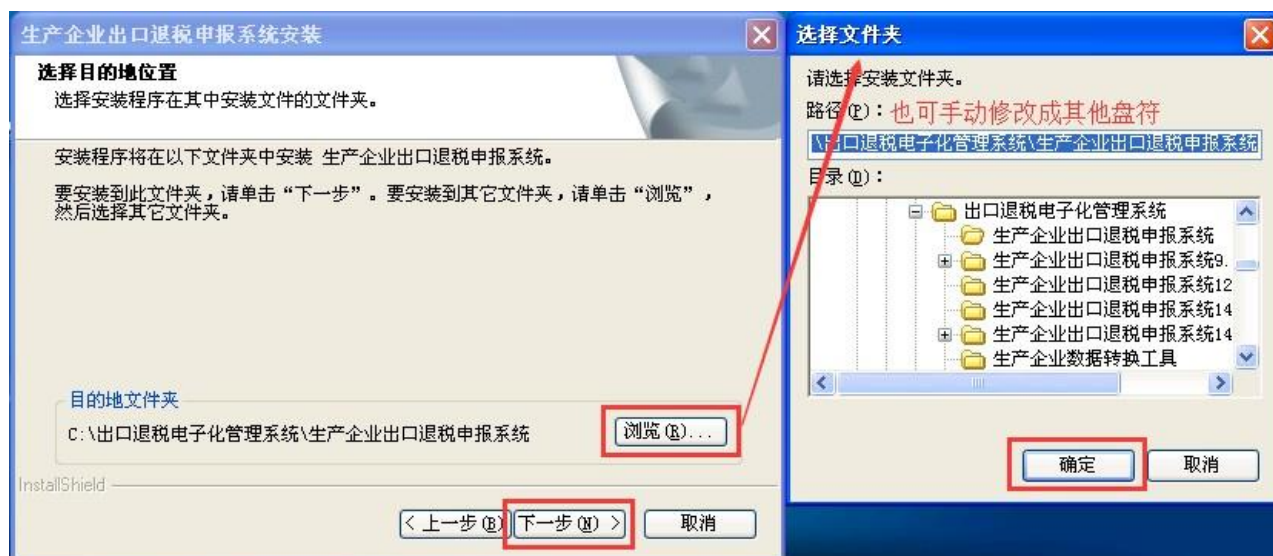 生产企业出口退税申报系统安装
选择目的地位置
选择安装程序在其中安装文件的文件夹。
安装程序将在以下文件夹中安装 生产企业出口退税申报系统。
要安装到此文件夹，请单击“下一步”。要安装到其它文件夹，请单击“浏览”，
然后选择其它文件夹。
目的地文件夹
C:\出口退税电子化管理系统\生产企业出口退税申报系统
浏览(R)...
InstallShield
< 上一步(B)
下一步(N) >
取消
选择文件夹
请选择安装文件夹。
路径(P)：也可手动修改成其他盘符
\出口退税电子化管理系统\生产企业出口退税申报系统
目录(D)：
出口退税电子化管理系统
生产企业出口退税申报系统
生产企业出口退税申报系统9.
生产企业出口退税申报系统12
生产企业出口退税申报系统14
生产企业出口退税申报系统14
生产企业数据转换工具
确定
取消